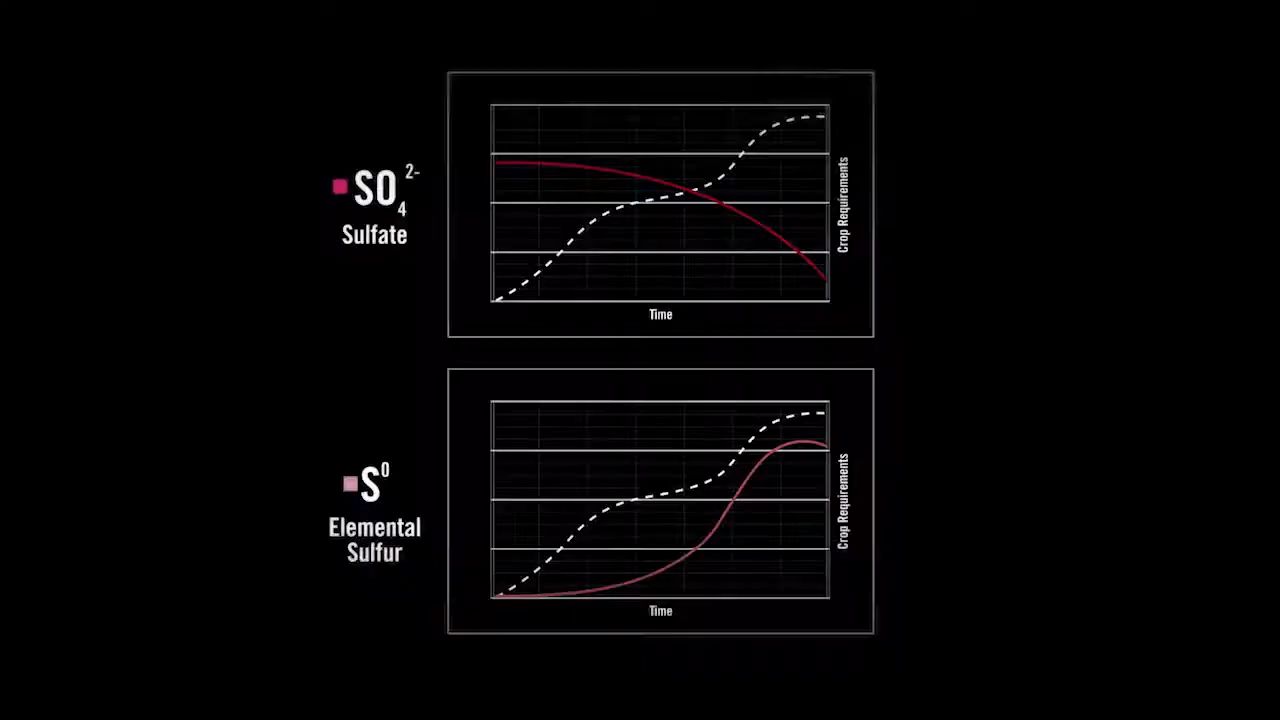 SO₄²⁻
Sulfate
Crop Requirements
Time
S⁰
Elemental
Sulfur
Crop Requirements
Time